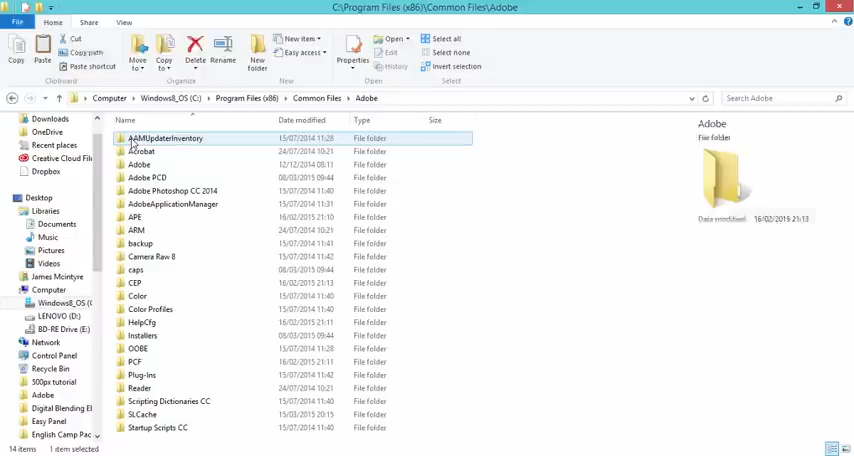 C:\Program Files (x86)\Common Files\Adobe
File Home Share View
Copy Paste Cut Copy path Paste shortcut Clipboard
Move to Copy to Delete Rename Organize
New folder New item Easy access New
Properties Open Edit History Open
Select all Select none Invert selection Select
Computer Windows8_OS (C:) Program Files (x86) Common Files Adobe Search Adobe
Name Date modified Type Size
AAMUpdaterInventory 15/07/2014 11:28 File folder
Acrobat 24/07/2014 10:21 File folder
Adobe 12/12/2014 08:11 File folder
Adobe PCD 08/03/2015 09:44 File folder
Adobe Photoshop CC 2014 15/07/2014 11:40 File folder
AdobeApplicationManager 15/07/2014 11:31 File folder
APE 16/02/2015 21:10 File folder
ARM 24/07/2014 10:21 File folder
backup 15/07/2014 11:41 File folder
Camera Raw 8 15/07/2014 11:42 File folder
caps 08/03/2015 09:44 File folder
CEP 16/02/2015 21:13 File folder
Color 15/07/2014 11:40 File folder
Color Profiles 15/07/2014 11:40 File folder
HelpCfg 16/02/2015 21:11 File folder
Installers 08/03/2015 09:44 File folder
OOBE 15/07/2014 11:28 File folder
PCF 16/02/2015 21:11 File folder
Plug-Ins 15/07/2014 11:42 File folder
Reader 24/07/2014 10:21 File folder
Scripting Dictionaries CC 15/07/2014 11:40 File folder
SLCache 15/03/2015 20:15 File folder
Startup Scripts CC 15/07/2014 11:40 File folder
Downloads
OneDrive
Recent places
Creative Cloud File
Dropbox
Desktop
Libraries
Documents
Music
Pictures
Videos
James Mcintyre
Computer
Windows8_OS (C
LENOVO (D:)
BD-RE Drive (E:)
Network
Control Panel
Recycle Bin
500px tutorial
Adobe
Digital Blending El
Easy Panel
English Camp Pac
Adobe
File folder
Date modified: 16/02/2015 21:13
14 items 1 item selected